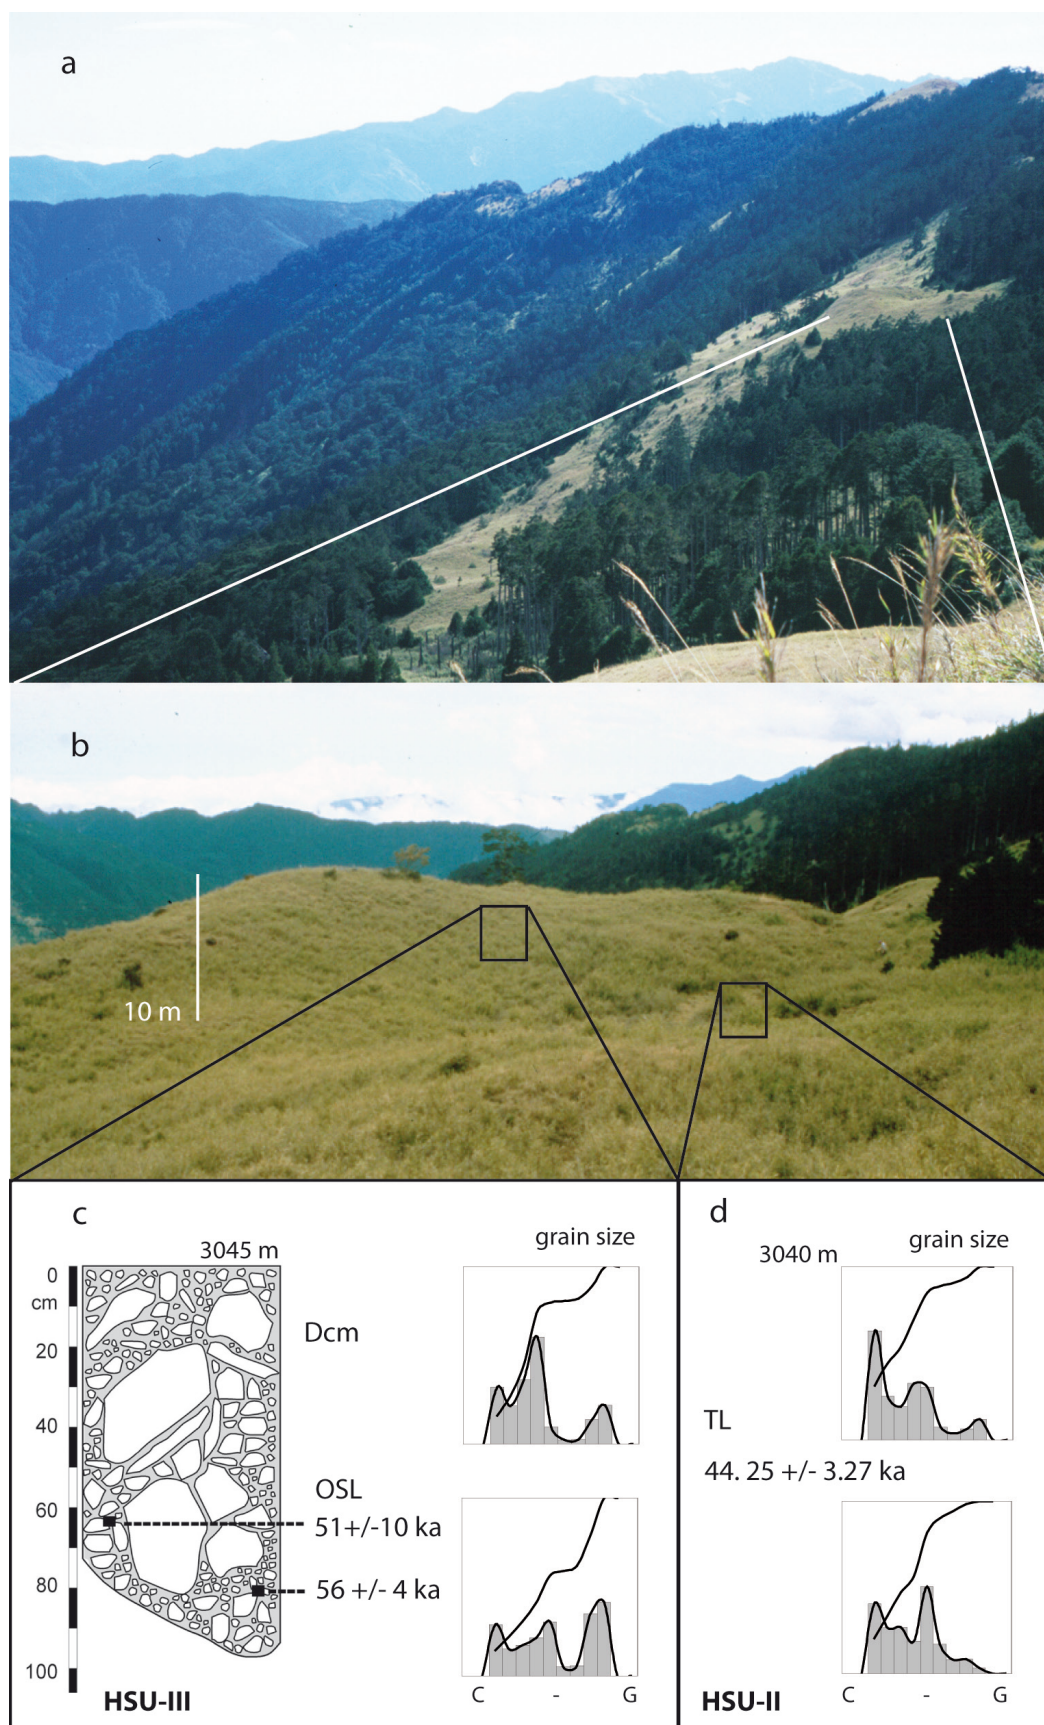 a
b
10 m
c
3045 m
grain size
0
cm
20
40
60
80
100
Dcm
OSL
51+/-10 ka
56 +/- 4 ka
HSU-III
C - G
d
3040 m
grain size
TL
44. 25 +/- 3.27 ka
HSU-II
C - G